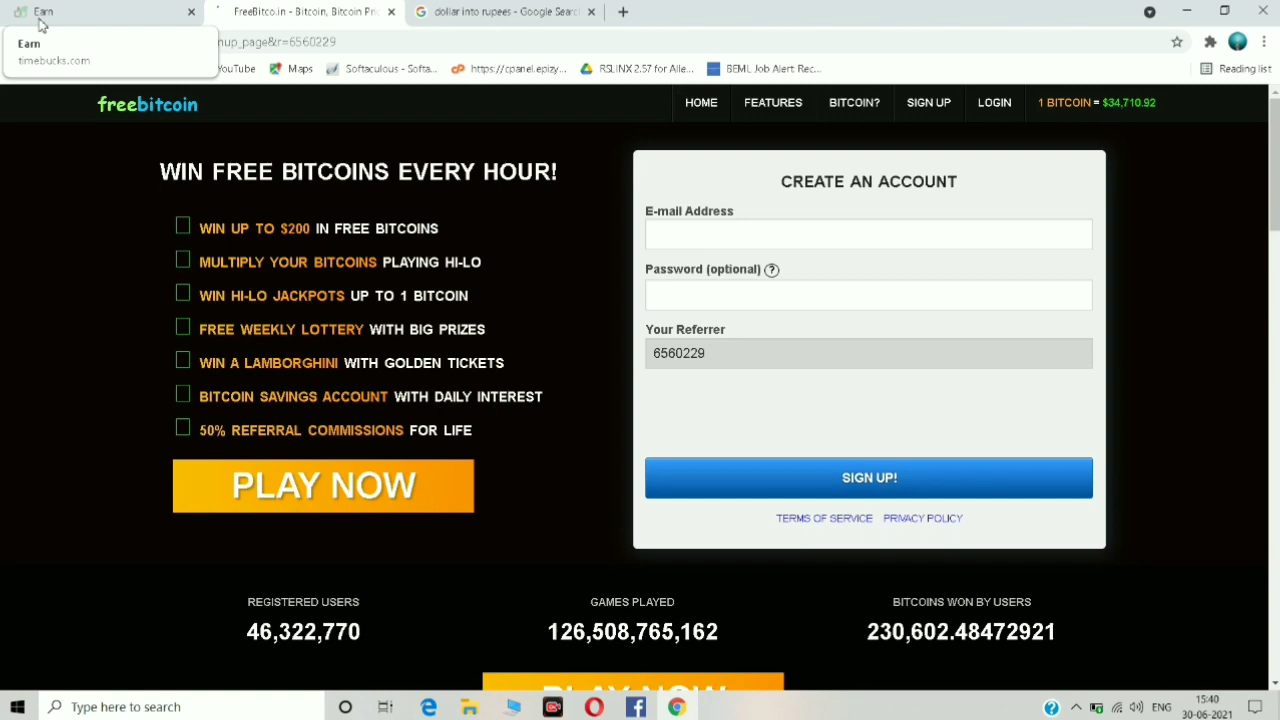 Earn
FreeBitco.in - Bitcoin, Bitcoin Pric
dollar into rupees - Google Searc
Earn
timebucks.com
nup_page&r=6560229
YouTube
Maps
Softaculous - Softa...
https://cpanel.epizy...
RSLINX 2.57 for Alle...
BEML Job Alert Rec...
Reading list
freebitcoin
HOME
FEATURES
BITCOIN?
SIGN UP
LOGIN
1 BITCOIN = $34,710.92
WIN FREE BITCOINS EVERY HOUR!
WIN UP TO $200 IN FREE BITCOINS
MULTIPLY YOUR BITCOINS PLAYING HI-LO
WIN HI-LO JACKPOTS UP TO 1 BITCOIN
FREE WEEKLY LOTTERY WITH BIG PRIZES
WIN A LAMBORGHINI WITH GOLDEN TICKETS
BITCOIN SAVINGS ACCOUNT WITH DAILY INTEREST
50% REFERRAL COMMISSIONS FOR LIFE
PLAY NOW
CREATE AN ACCOUNT
E-mail Address
Password (optional) ?
Your Referrer
6560229
SIGN UP!
TERMS OF SERVICE PRIVACY POLICY
REGISTERED USERS
46,322,770
GAMES PLAYED
126,508,765,162
BITCOINS WON BY USERS
230,602.48472921
PLAY NOW
Type here to search
ENG
15:40
30-06-2021